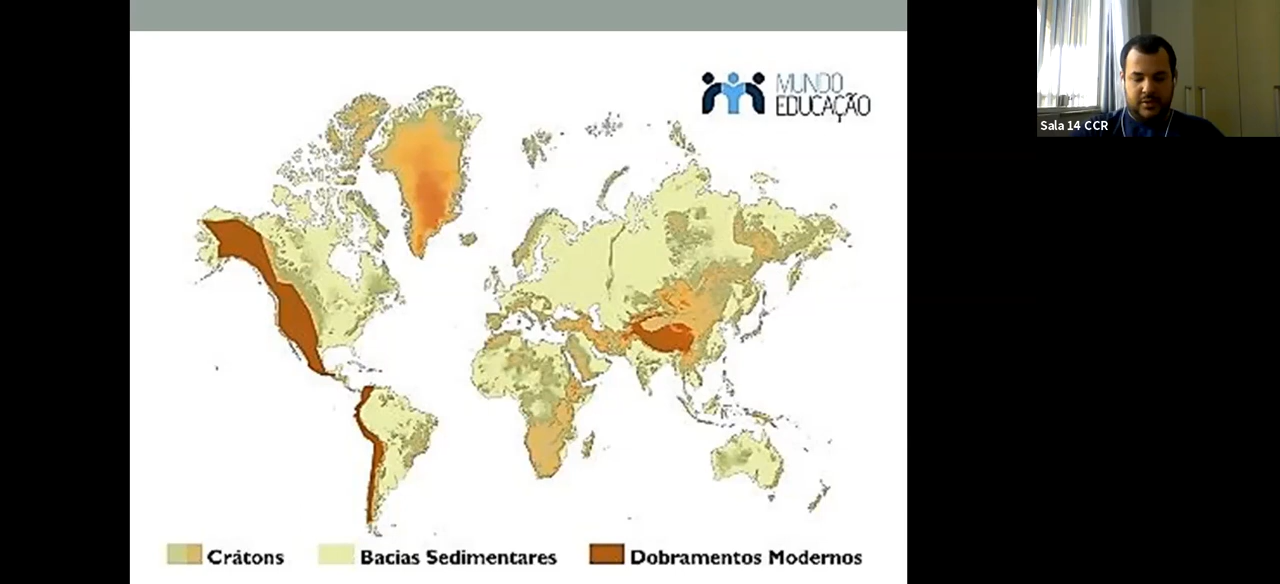 MUNDO
EDUCAÇÃO
Sala 14 CCR
Crátons
Bacias Sedimentares
Dobramentos Modernos